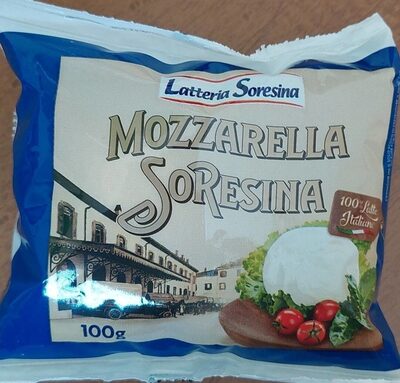 Latteria Soresina
MOZZARELLA
SORESINA
100% Latte
Italiano
100g